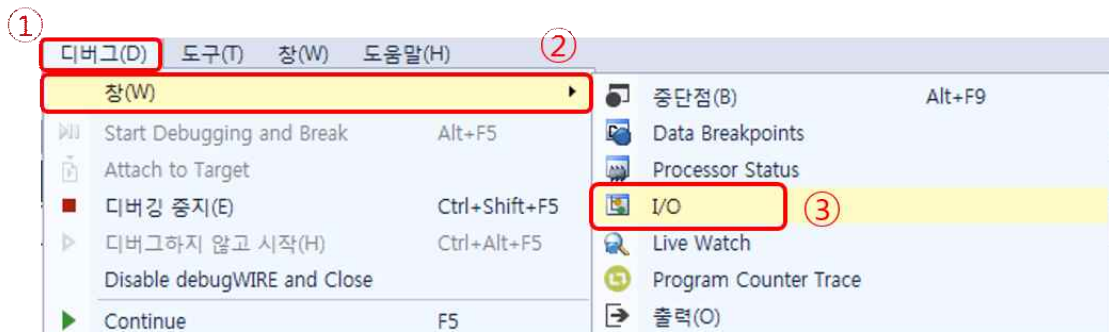 ①
디버그(D) 도구(T) 창(W) 도움말(H)
②
창(W)
Start Debugging and Break Alt+F5
Attach to Target
디버깅 중지(E) Ctrl+Shift+F5
디버그하지 않고 시작(H) Ctrl+Alt+F5
Disable debugWIRE and Close
Continue F5
중단점(B) Alt+F9
Data Breakpoints
Processor Status
I/O
③
Live Watch
Program Counter Trace
출력(O)